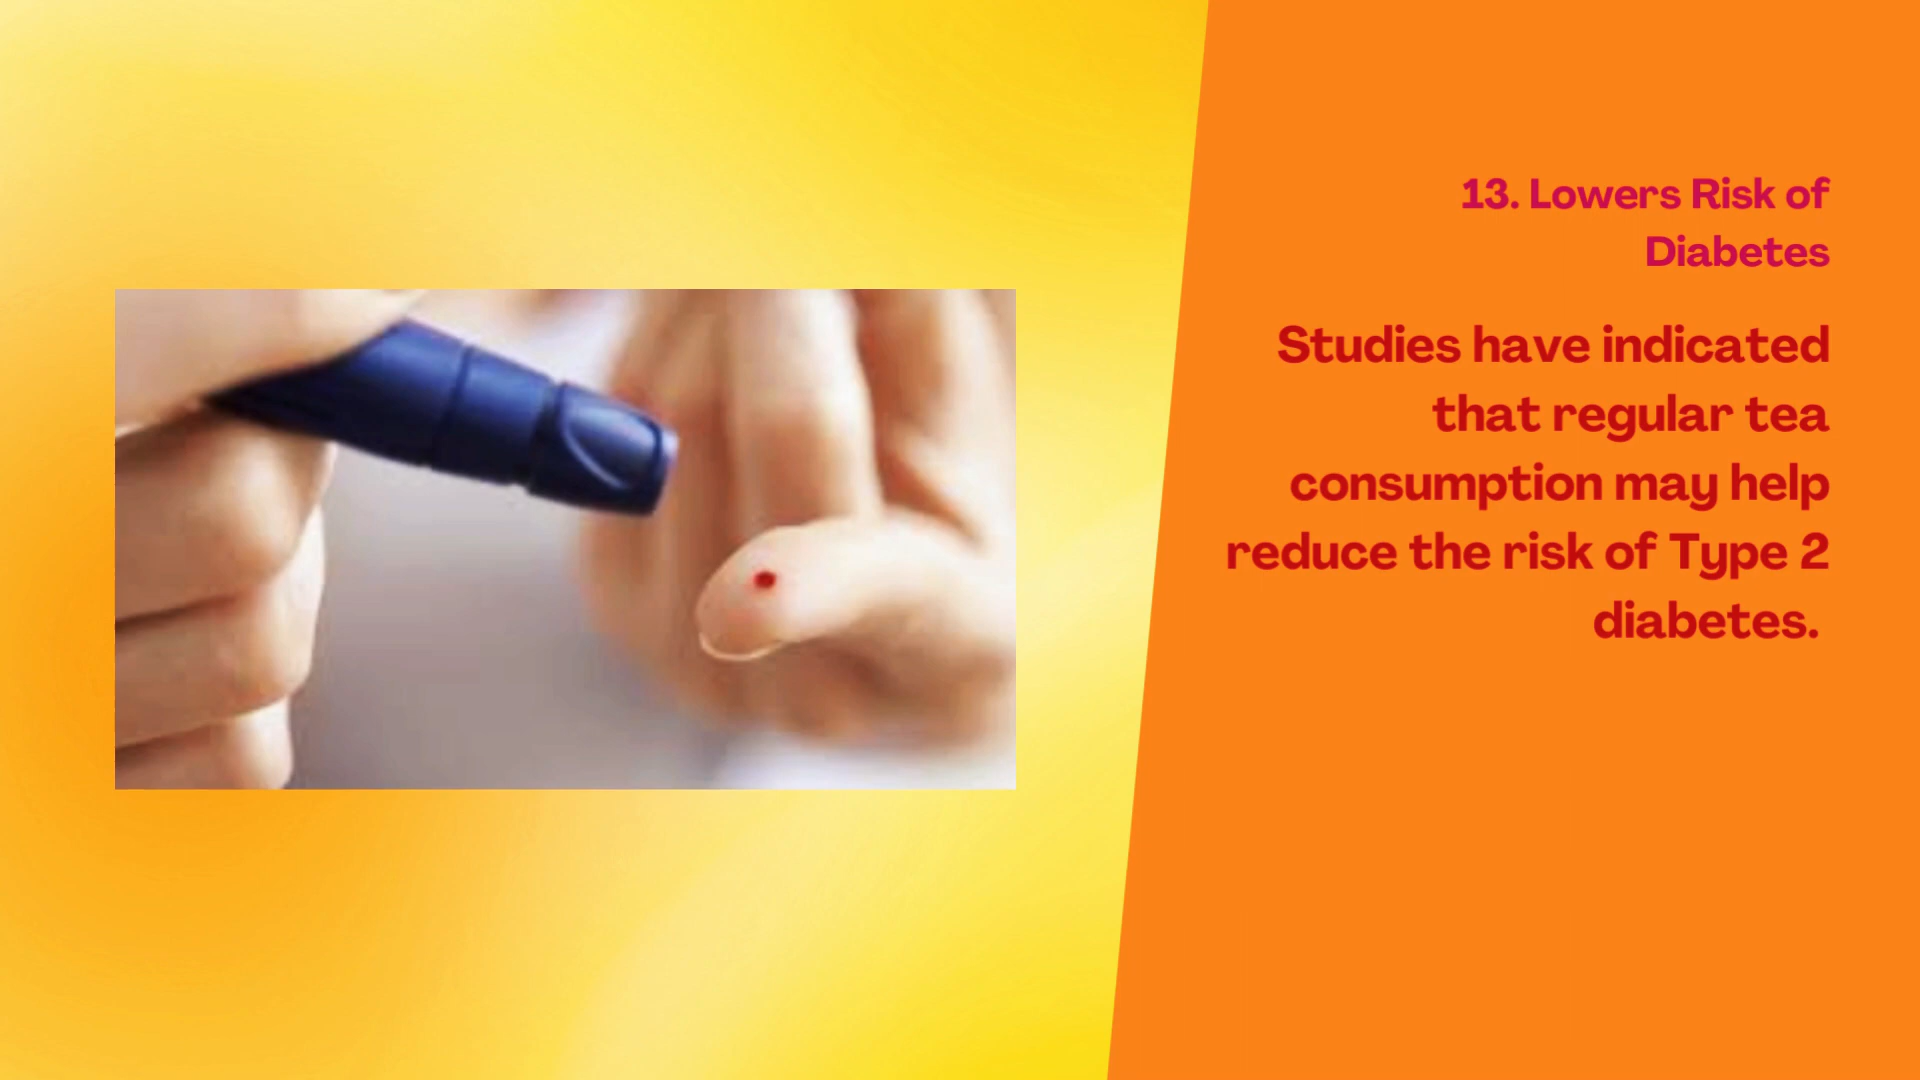 13. Lowers Risk of
Diabetes
Studies have indicated
that regular tea
consumption may help
reduce the risk of Type 2
diabetes.